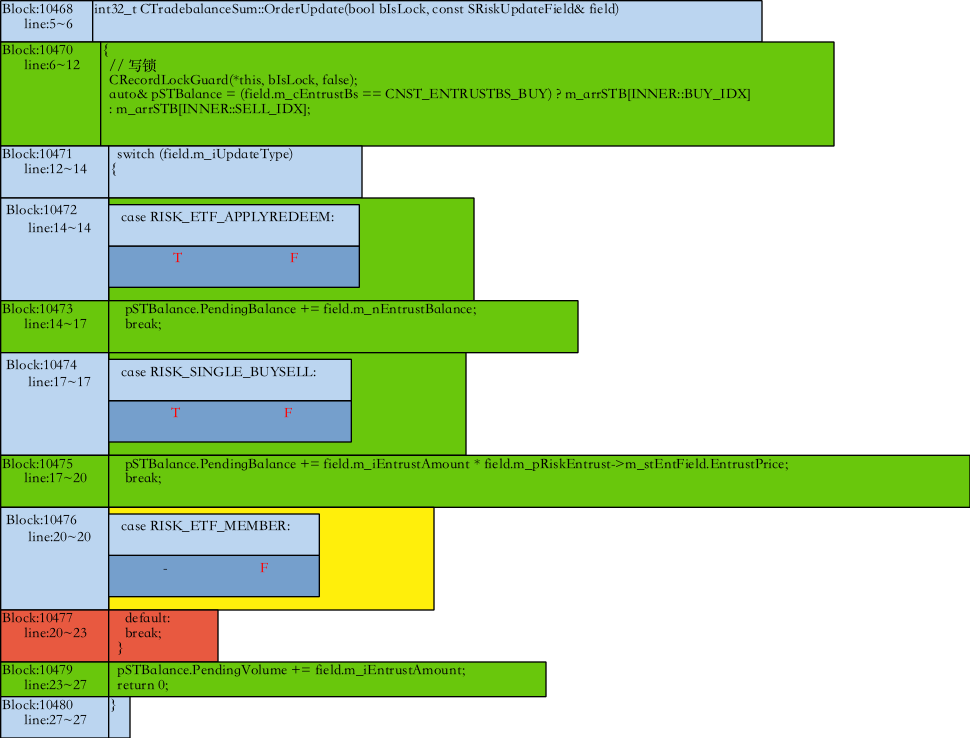 Block:10468 int32_t CTradebalanceSum::OrderUpdate(bool bIsLock, const SRiskUpdateField& field)
line:5~6
Block:10470 {
line:6~12 // 写锁
CRecordLockGuard(*this, bIsLock, false);
auto& pSTBalance = (field.m_cEntrustBs == CNST_ENTRUSTBS_BUY) ? m_arrSTB[INNER::BUY_IDX]
: m_arrSTB[INNER::SELL_IDX];
Block:10471 switch (field.m_iUpdateType)
line:12~14 {
Block:10472 case RISK_ETF_APPLYREDEEM:
line:14~14
T F
Block:10473 pSTBalance.PendingBalance += field.m_nEntrustBalance;
line:14~17 break;
Block:10474 case RISK_SINGLE_BUYSELL:
line:17~17
T F
Block:10475 pSTBalance.PendingBalance += field.m_iEntrustAmount * field.m_pRiskEntrust->m_stEntField.EntrustPrice;
line:17~20 break;
Block:10476 case RISK_ETF_MEMBER:
line:20~20
- F
Block:10477 default:
line:20~23 break;
}
Block:10479 pSTBalance.PendingVolume += field.m_iEntrustAmount;
line:23~27 return 0;
Block:10480 }
line:27~27